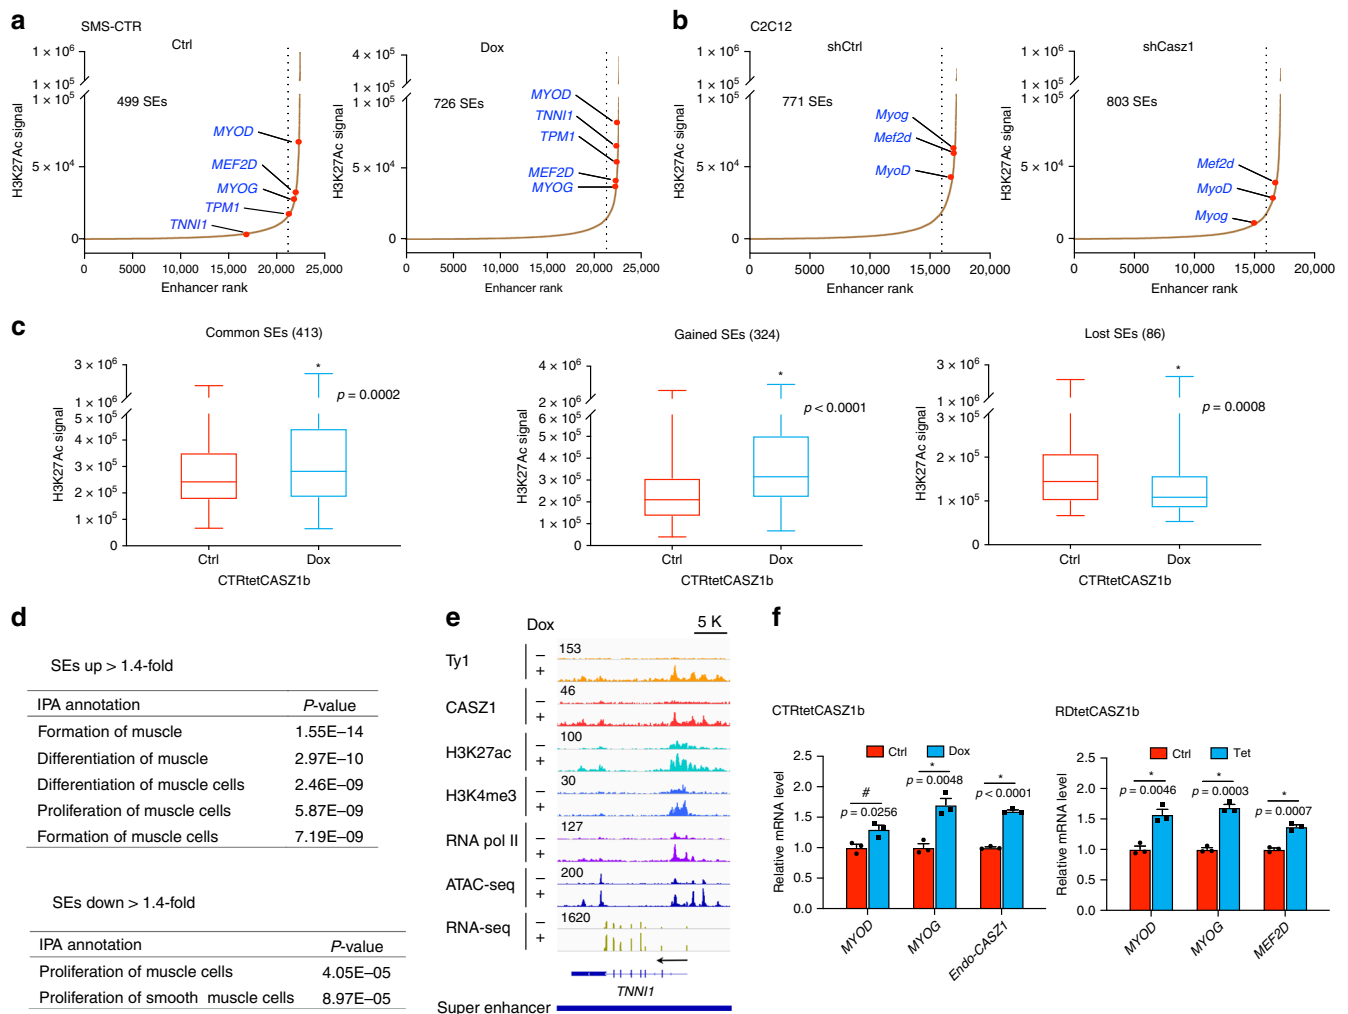 a
SMS-CTR
Ctrl
H3K27Ac signal
1 × 10⁶
1 × 10⁵
1 × 10⁵
5 × 10⁴
0
499 SEs
MYOD
MEF2D
MYOG
TPM1
TNNI1
0 5000 10,000 15,000 20,000 25,000
Enhancer rank
Dox
H3K27Ac signal
4 × 10⁵
1 × 10⁵
1 × 10⁵
5 × 10⁴
0
726 SEs
MYOD
TNNI1
TPM1
MEF2D
MYOG
0 5000 10,000 15,000 20,000 25,000
Enhancer rank
b
C2C12
shCtrl
H3K27Ac signal
1 × 10⁶
1 × 10⁵
1 × 10⁵
5 × 10⁴
0
771 SEs
Myog
Mef2d
MyoD
0 5000 10,000 15,000 20,000
Enhancer rank
shCasz1
H3K27Ac signal
1 × 10⁶
1 × 10⁵
1 × 10⁵
5 × 10⁴
0
803 SEs
Mef2d
MyoD
Myog
0 5000 10,000 15,000 20,000
Enhancer rank
c
Common SEs (413)
H3K27Ac signal
3 × 10⁶
1 × 10⁶
5 × 10⁵
4 × 10⁵
3 × 10⁵
2 × 10⁵
1 × 10⁵
0
*
p = 0.0002
Ctrl Dox
CTRtetCASZ1b
Gained SEs (324)
H3K27Ac signal
4 × 10⁶
2 × 10⁶
6 × 10⁵
5 × 10⁵
4 × 10⁵
3 × 10⁵
2 × 10⁵
1 × 10⁵
0
*
p < 0.0001
Ctrl Dox
CTRtetCASZ1b
Lost SEs (86)
H3K27Ac signal
3 × 10⁶
1 × 10⁶
3 × 10⁵
2 × 10⁵
1 × 10⁵
0
*
p = 0.0008
Ctrl Dox
CTRtetCASZ1b
d
SEs up > 1.4-fold
IPA annotation P-value
Formation of muscle 1.55E–14
Differentiation of muscle 2.97E–10
Differentiation of muscle cells 2.46E–09
Proliferation of muscle cells 5.87E–09
Formation of muscle cells 7.19E–09
SEs down > 1.4-fold
IPA annotation P-value
Proliferation of muscle cells 4.05E–05
Proliferation of smooth muscle cells 8.97E–05
e
Dox 5 K
Ty1 – + 153
CASZ1 – + 46
H3K27ac – + 100
H3K4me3 – + 30
RNA pol II – + 127
ATAC-seq – + 200
RNA-seq – + 1620
TNNI1
Super enhancer
f
CTRtetCASZ1b
Ctrl Dox
Relative mRNA level
2.5
2.0
1.5
1.0
0.5
0.0
#
p = 0.0256
*
p = 0.0048
*
p < 0.0001
MYOD MYOG Endo-CASZ1
RDtetCASZ1b
Ctrl Tet
Relative mRNA level
2.5
2.0
1.5
1.0
0.5
0.0
*
p = 0.0046
*
p = 0.0003
*
p = 0.0007
MYOD MYOG MEF2D